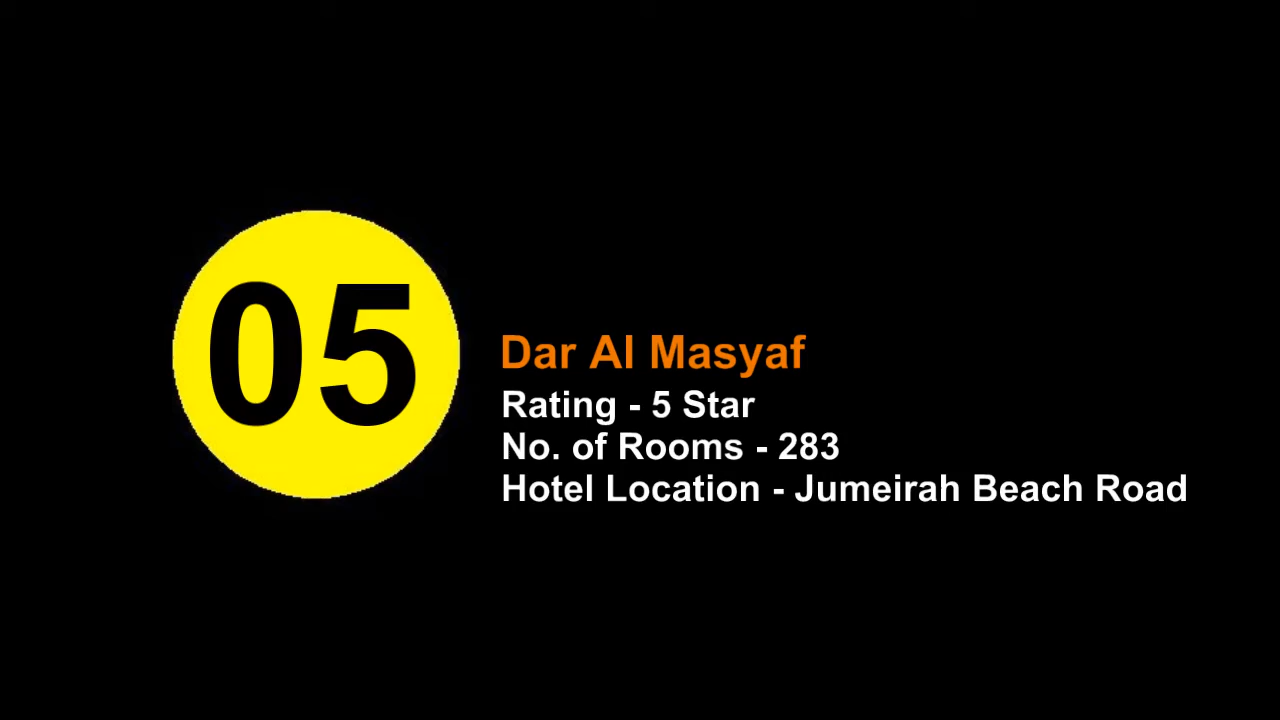 05
Dar Al Masyaf
Rating - 5 Star
No. of Rooms - 283
Hotel Location - Jumeirah Beach Road